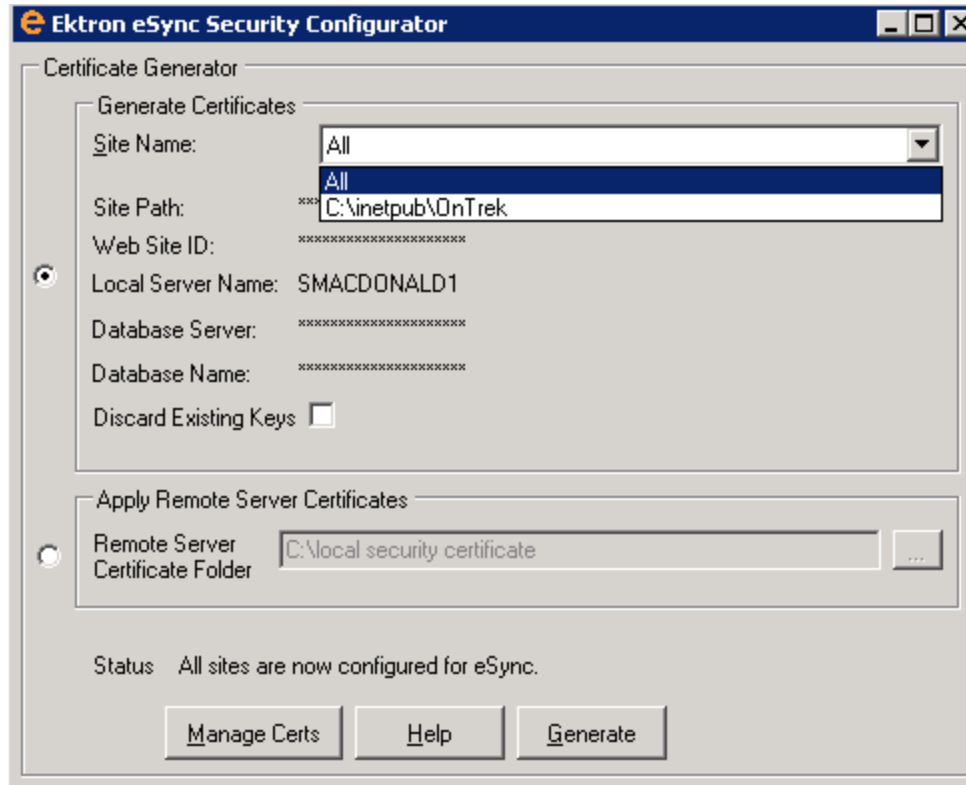 Ektron eSync Security Configurator
Certificate Generator
Generate Certificates
Site Name: All
All
Site Path: *** C:\inetpub\OnTrek
Web Site ID: *********************
Local Server Name: SMACDONALD1
Database Server: *********************
Database Name: *********************
Discard Existing Keys
Apply Remote Server Certificates
Remote Server
Certificate Folder
C:\local security certificate
...
Status All sites are now configured for eSync.
Manage Certs Help Generate